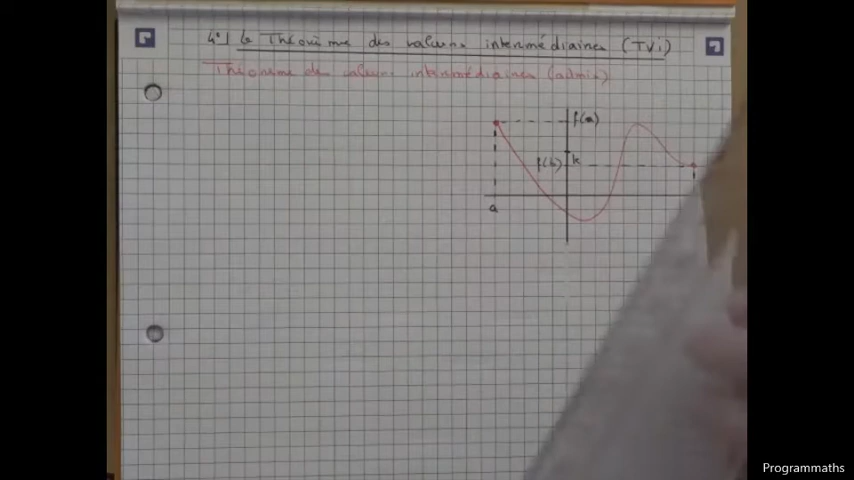 4°) Le Théorème des valeurs intermédiaires (TVi)
Théorème des valeurs intermédiaires (admis)
f(a)
f(b) k
a
Programmaths